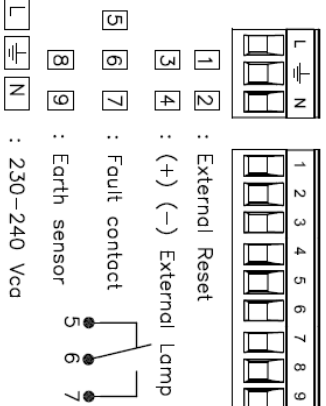 L ⏚ N 1 2 3 4 5 6 7 8 9
1 2 : External Reset
3 4 : (+) (-) External Lamp
5 6 7 : Fault contact
5 6 7
8 9 : Earth sensor
L ⏚ N : 230-240 Vca